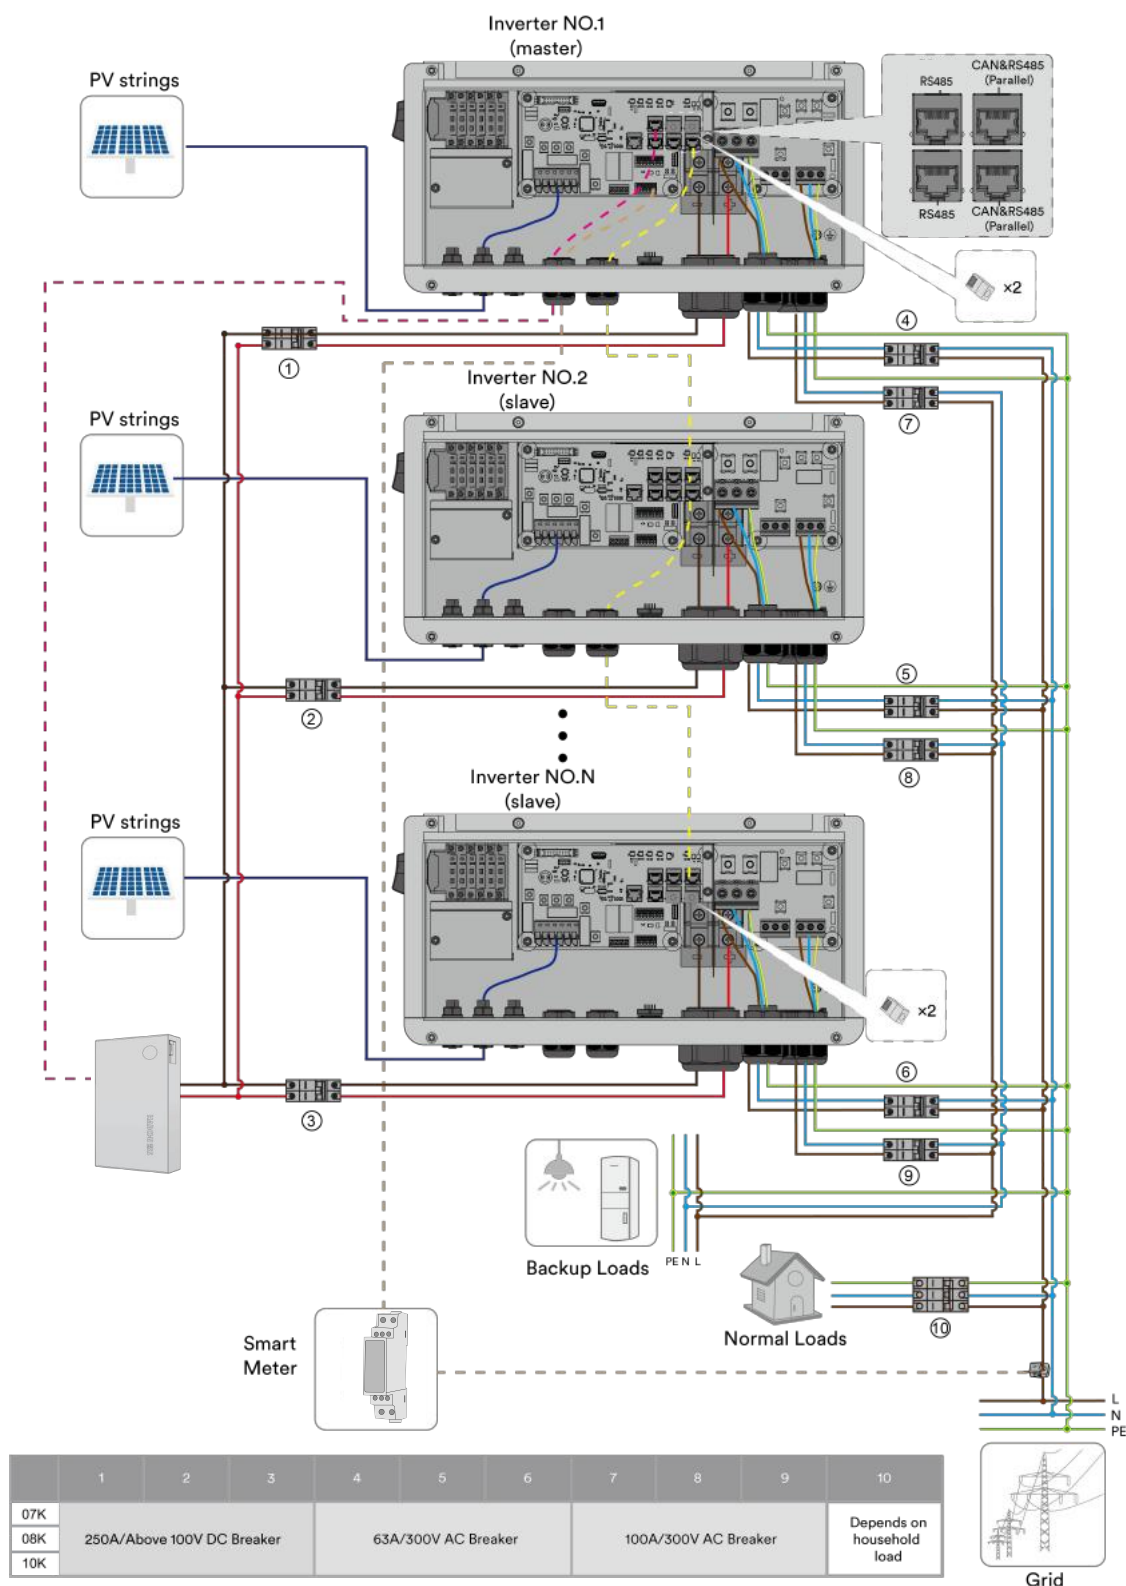 Inverter NO.1
(master)
PV strings
RS485
CAN&RS485
(Parallel)
RS485
CAN&RS485
(Parallel)
×2
①
④
⑦
Inverter NO.2
(slave)
PV strings
②
⑤
⑧
Inverter NO.N
(slave)
PV strings
×2
③
⑥
⑨
PE N L
Backup Loads
Normal Loads
⑩
Smart
Meter
L
N
PE
1 2 3 4 5 6 7 8 9 10
07K
08K
10K
250A/Above 100V DC Breaker
63A/300V AC Breaker
100A/300V AC Breaker
Depends on
household
load
Grid